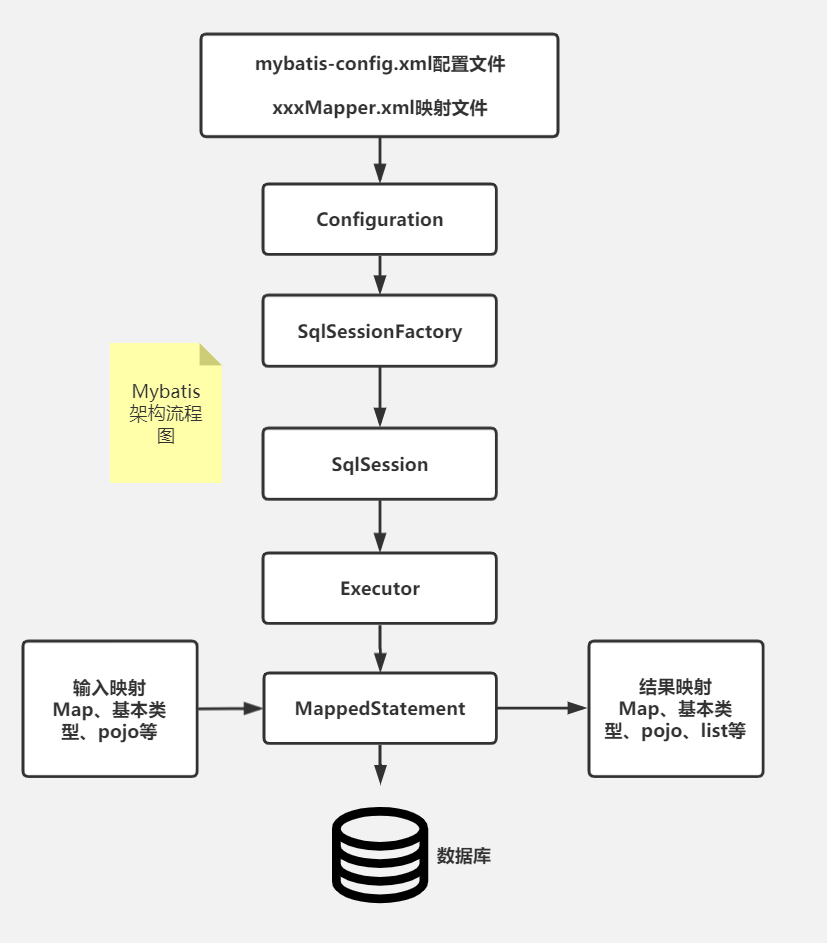 mybatis-config.xml配置文件
xxxMapper.xml映射文件
Configuration
SqlSessionFactory
Mybatis
架构流程
图
SqlSession
Executor
输入映射
Map、基本类
型、pojo等
MappedStatement
结果映射
Map、基本类
型、pojo、list等
数据库